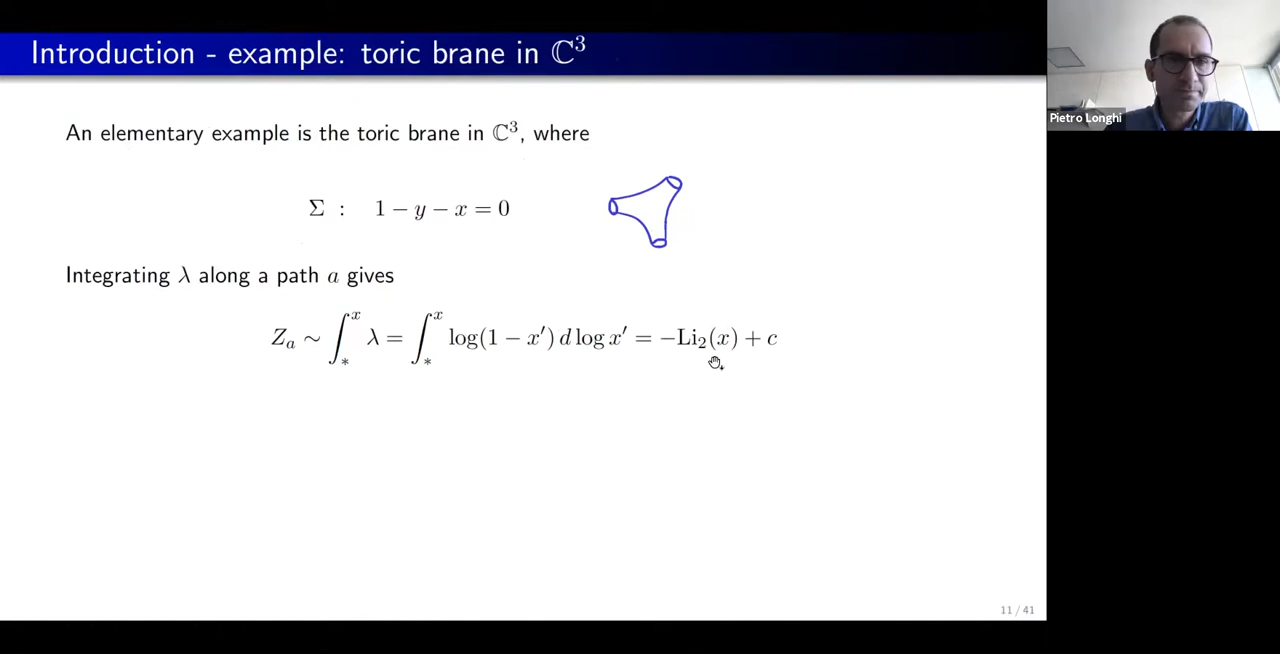 Introduction - example: toric brane in ℂ³
An elementary example is the toric brane in ℂ³, where
Σ : 1 − y − x = 0
Integrating λ along a path a gives
Z_a ∼ ∫_*^x λ = ∫_*^x log(1 − x′) d log x′ = −Li₂(x) + c
11 / 41
Pietro Longhi